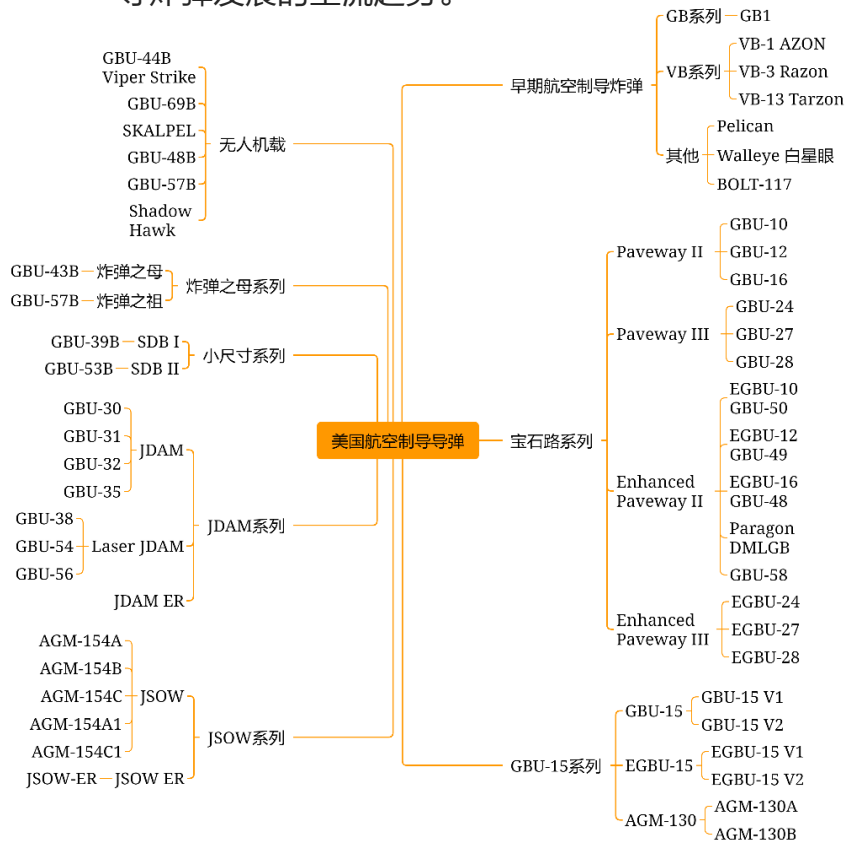 导炸弹发展的主流趋势。
美国航空制导导弹
早期航空制导炸弹
GB系列
GB1
VB系列
VB-1 AZON
VB-3 Razon
VB-13 Tarzon
其他
Pelican
Walleye 白星眼
BOLT-117
宝石路系列
Paveway II
GBU-10
GBU-12
GBU-16
Paveway III
GBU-24
GBU-27
GBU-28
Enhanced
Paveway II
EGBU-10
GBU-50
EGBU-12
GBU-49
EGBU-16
GBU-48
Paragon
DMLGB
GBU-58
Enhanced
Paveway III
EGBU-24
EGBU-27
EGBU-28
GBU-15系列
GBU-15
GBU-15 V1
GBU-15 V2
EGBU-15
EGBU-15 V1
EGBU-15 V2
AGM-130
AGM-130A
AGM-130B
无人机载
GBU-44B
Viper Strike
GBU-69B
SKALPEL
GBU-48B
GBU-57B
Shadow
Hawk
炸弹之母系列
炸弹之母
GBU-43B
炸弹之祖
GBU-57B
小尺寸系列
SDB I
GBU-39B
SDB II
GBU-53B
JDAM系列
JDAM
GBU-30
GBU-31
GBU-32
GBU-35
Laser JDAM
GBU-38
GBU-54
GBU-56
JDAM ER
JSOW系列
JSOW
AGM-154A
AGM-154B
AGM-154C
AGM-154A1
AGM-154C1
JSOW ER
JSOW-ER